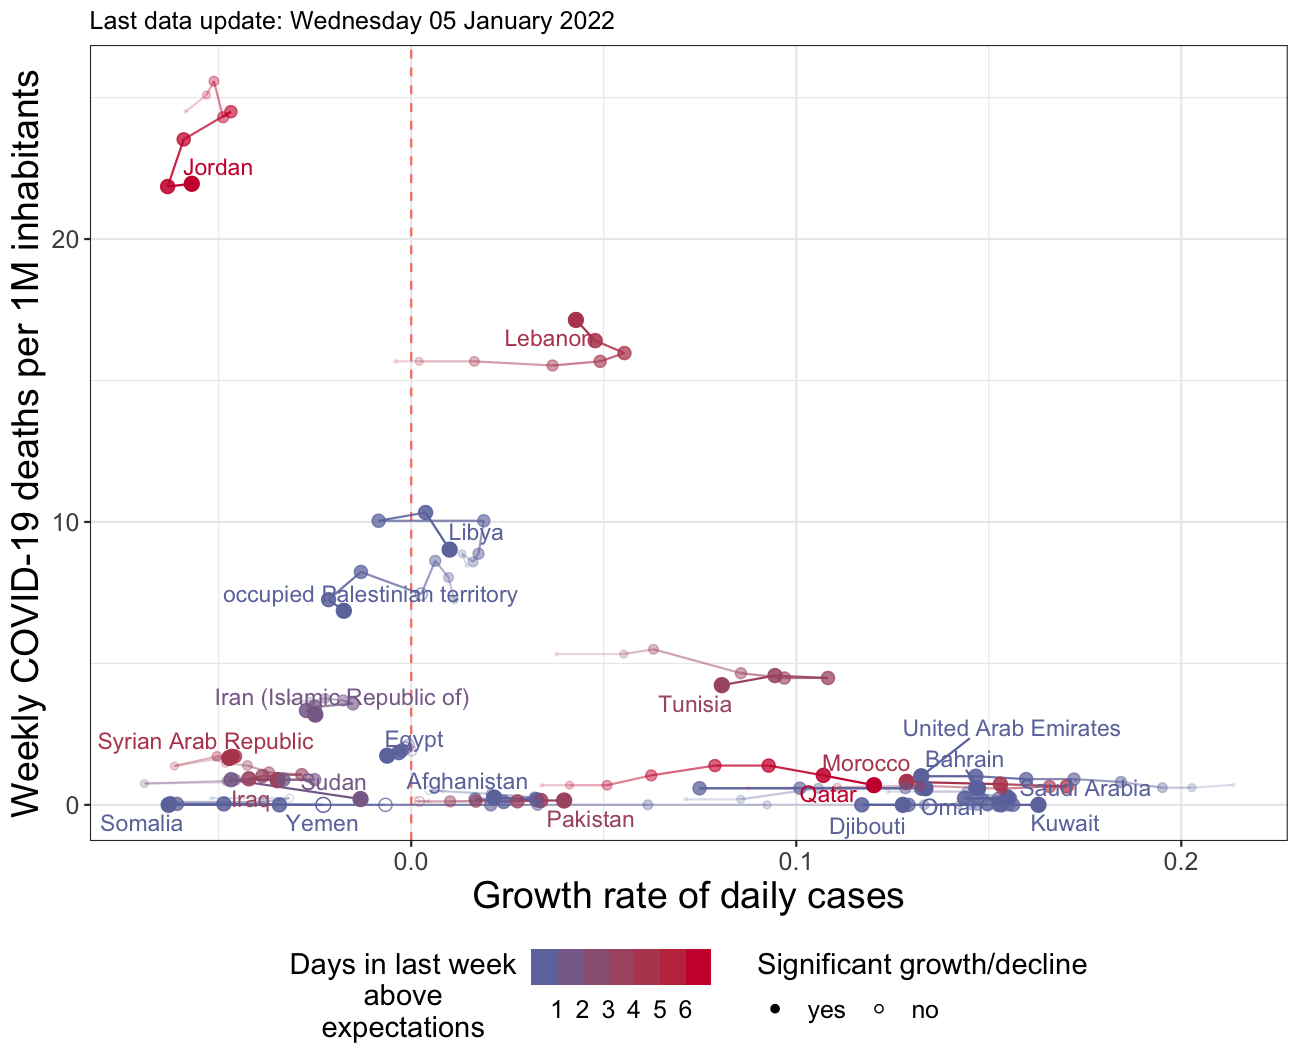 Last data update: Wednesday 05 January 2022
Weekly COVID-19 deaths per 1M inhabitants
20
10
0
Jordan
Lebanon
Libya
occupied Palestinian territory
Iran (Islamic Republic of)
Tunisia
Syrian Arab Republic
Egypt
United Arab Emirates
Bahrain
Morocco
Sudan
Afghanistan
Saudi Arabia
Iraq
Qatar
Oman
Somalia
Yemen
Pakistan
Djibouti
Kuwait
0.0
0.1
0.2
Growth rate of daily cases
Days in last week
above
expectations
1 2 3 4 5 6
Significant growth/decline
yes no